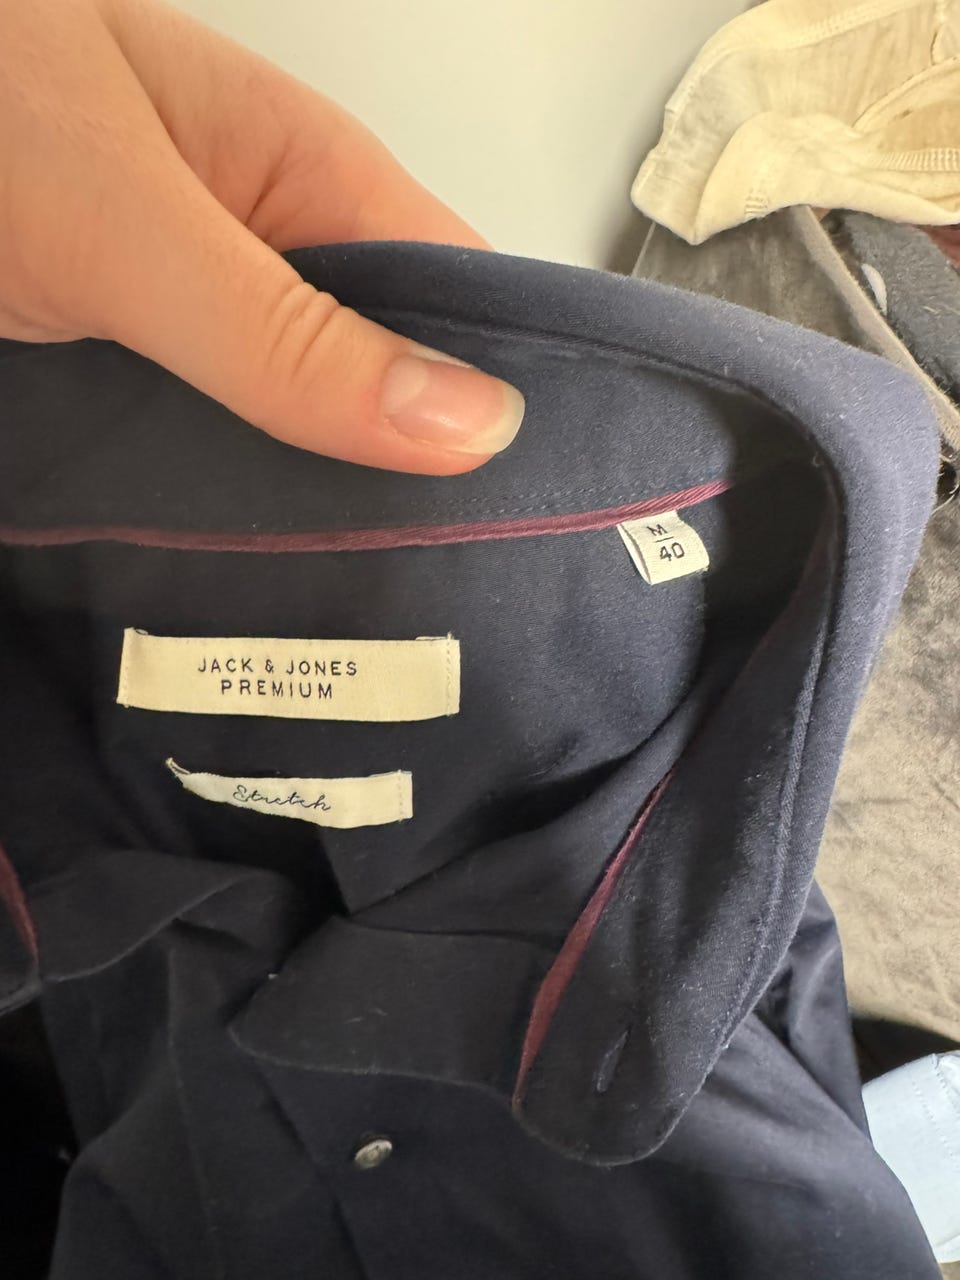 M
40
JACK & JONES
PREMIUM
Stretch